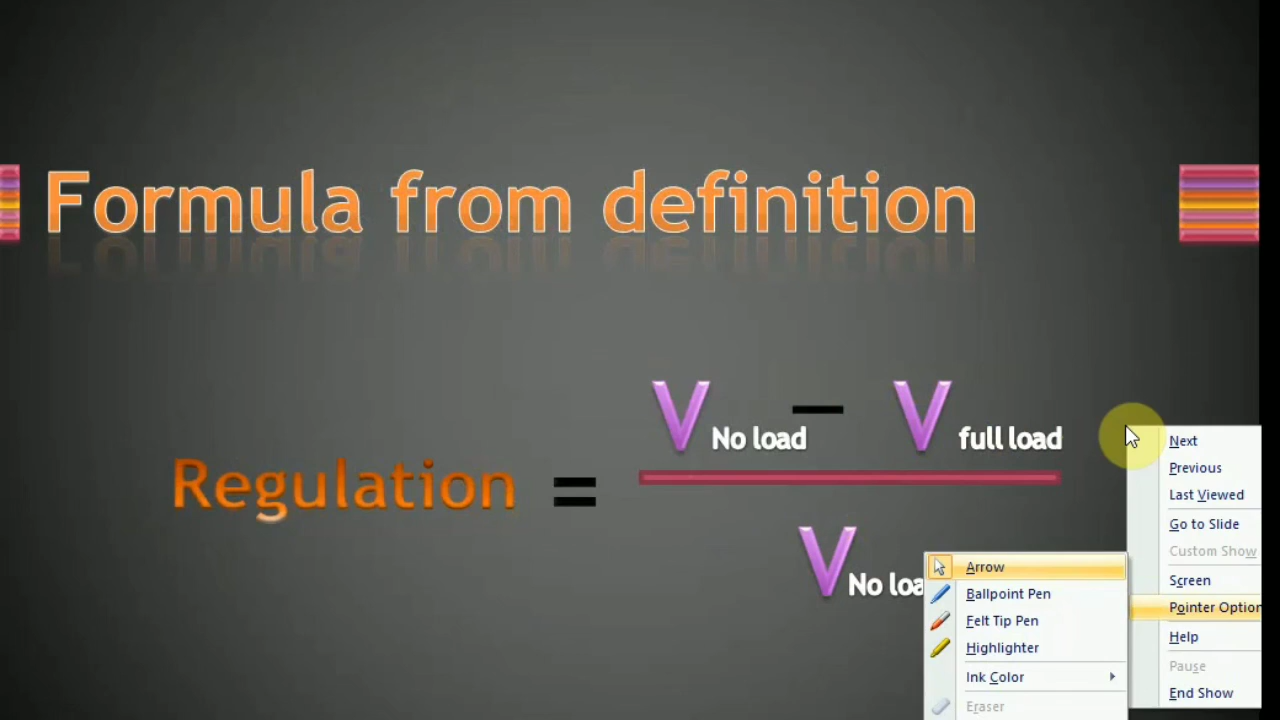 Formula from definition
V No load – V full load
Regulation =
V No loa
Next
Previous
Last Viewed
Go to Slide
Custom Show
Screen
Pointer Option
Help
Pause
End Show
Arrow
Ballpoint Pen
Felt Tip Pen
Highlighter
Ink Color
Eraser